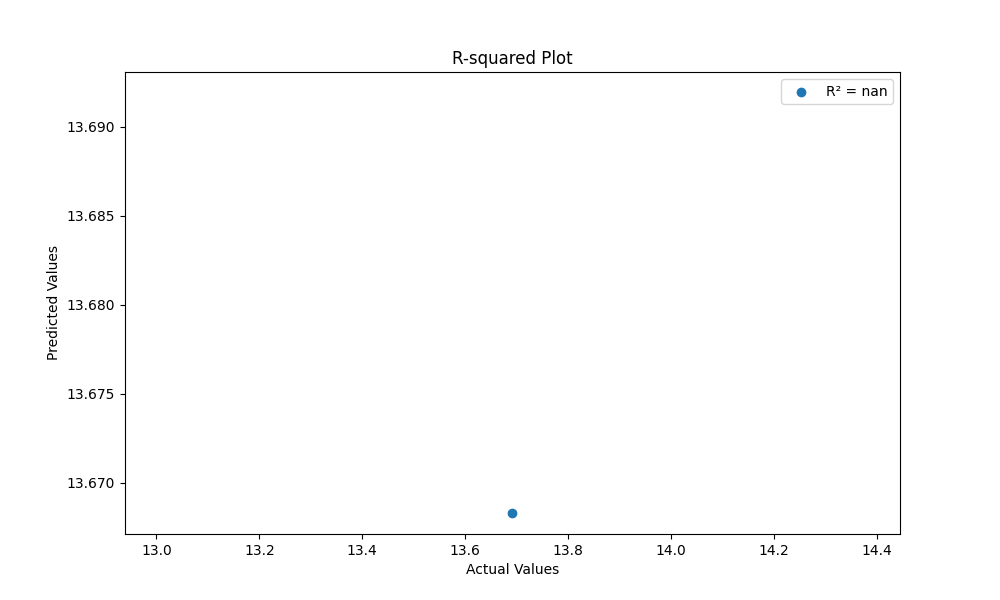 R-squared Plot
R² = nan
Predicted Values
13.690
13.685
13.680
13.675
13.670
13.0 13.2 13.4 13.6 13.8 14.0 14.2 14.4
Actual Values